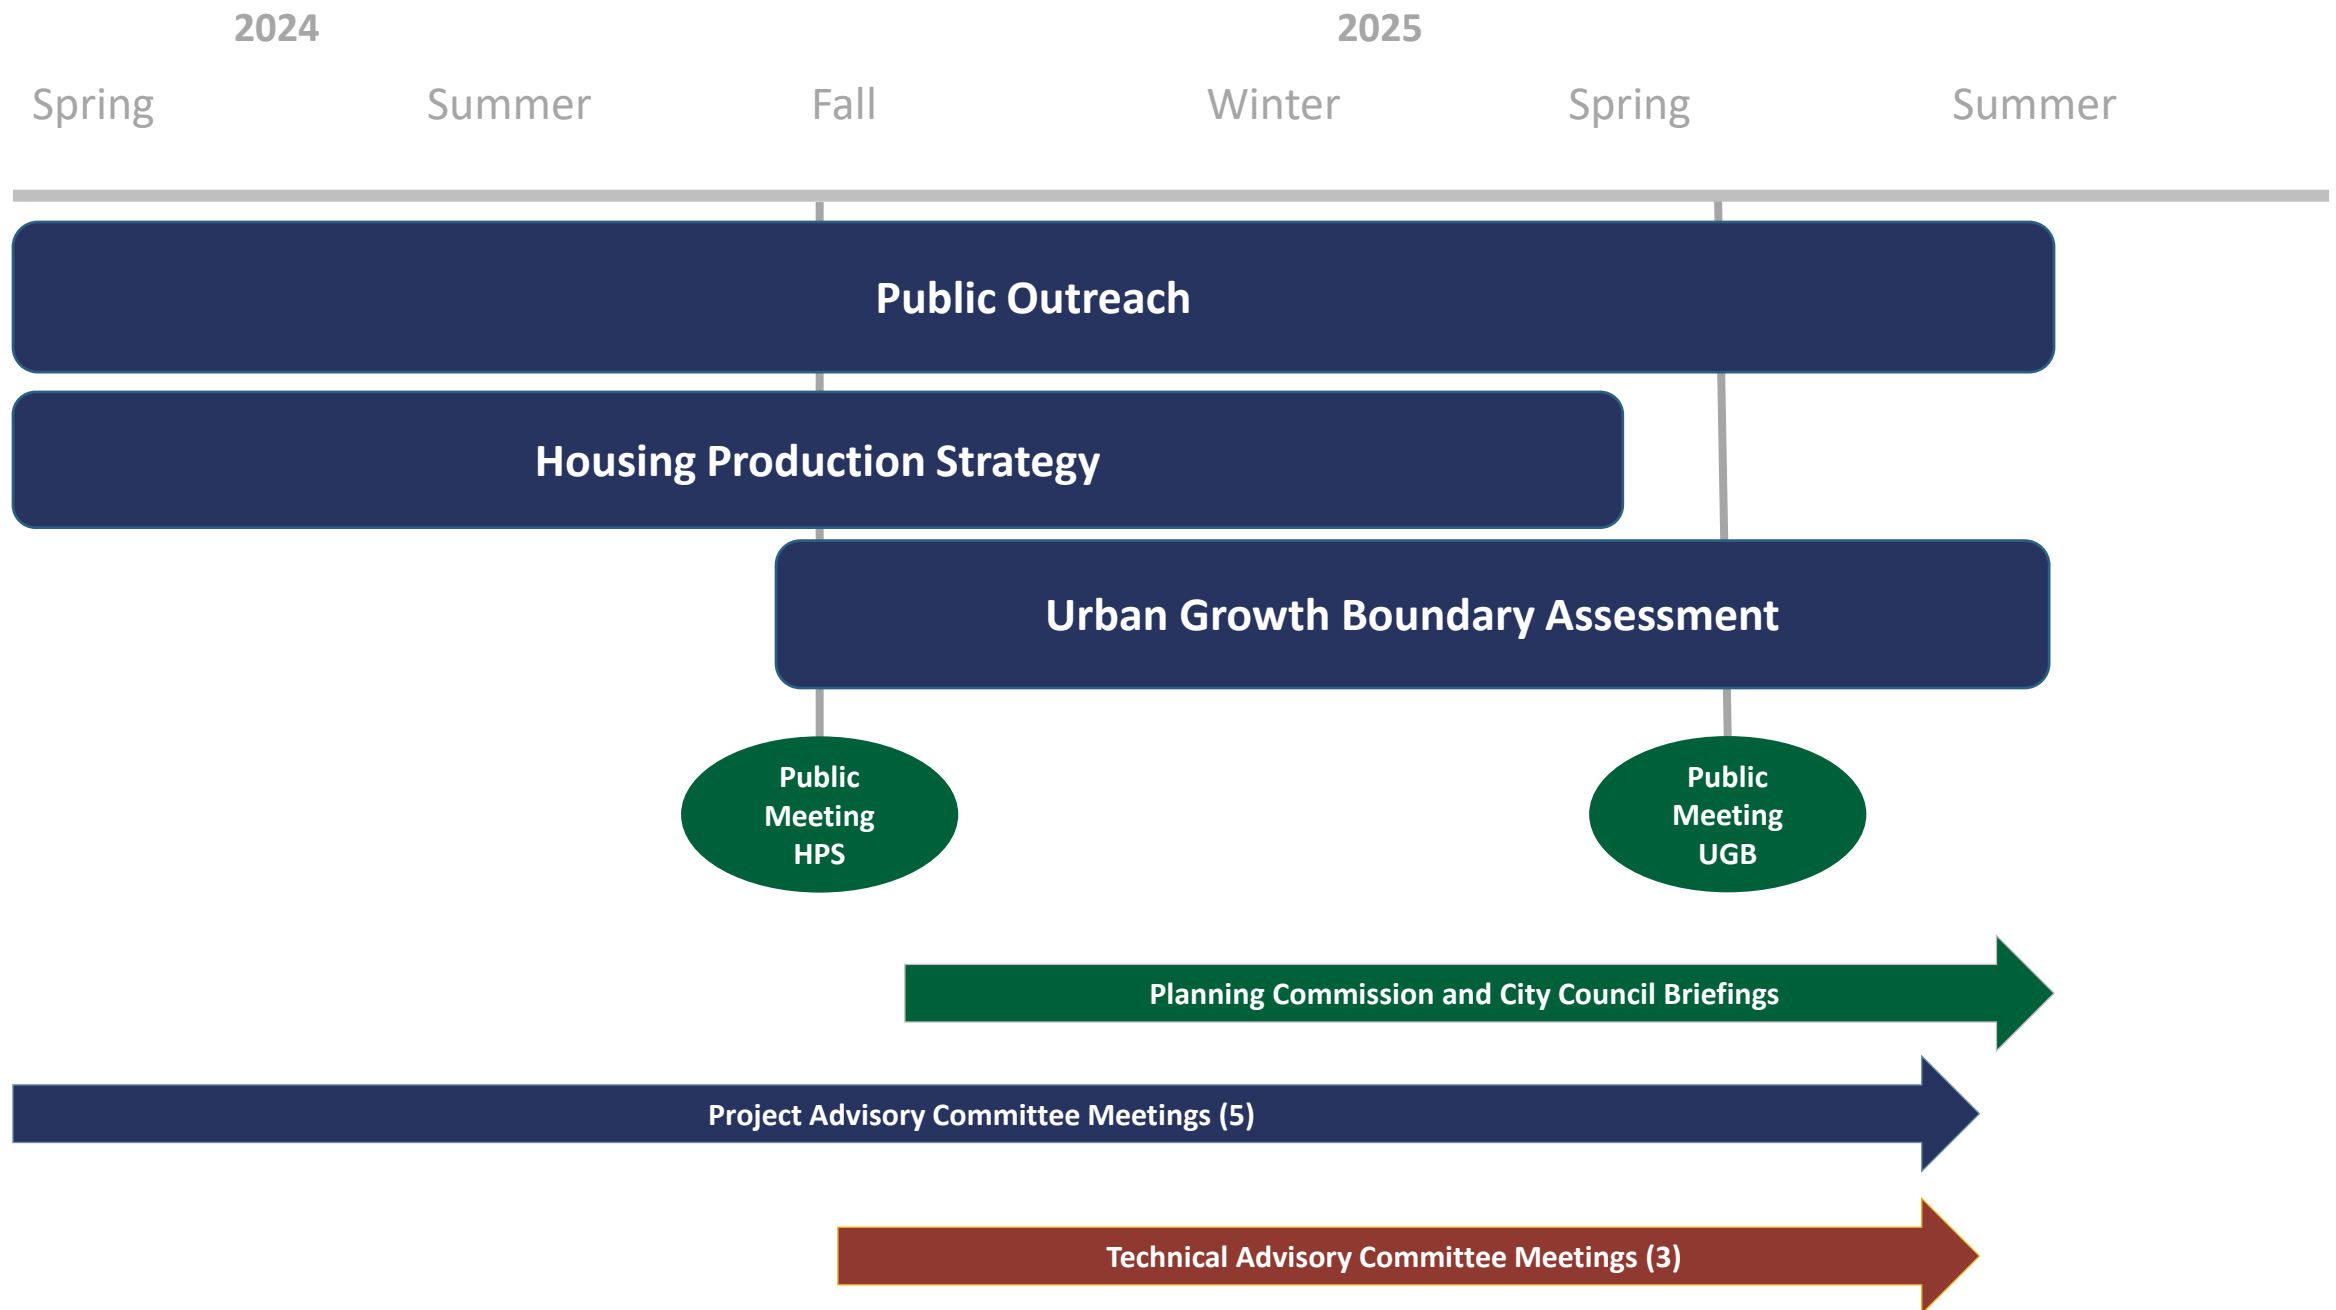 2024
2025
Spring
Summer
Fall
Winter
Spring
Summer
Public Outreach
Housing Production Strategy
Urban Growth Boundary Assessment
Public
Meeting
HPS
Public
Meeting
UGB
Planning Commission and City Council Briefings
Project Advisory Committee Meetings (5)
Technical Advisory Committee Meetings (3)